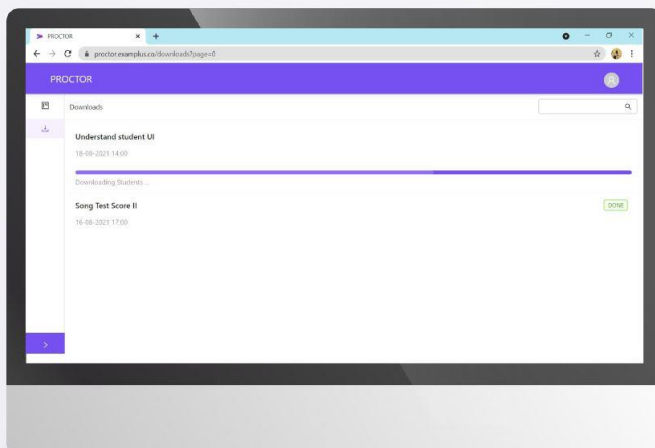 PROCTOR
proctor.examplus.co/downloads?page=0
PROCTOR
Downloads
Understand student UI
18-08-2021 14:00
Downloading Students ...
Song Test Score II
DONE
16-08-2021 17:00